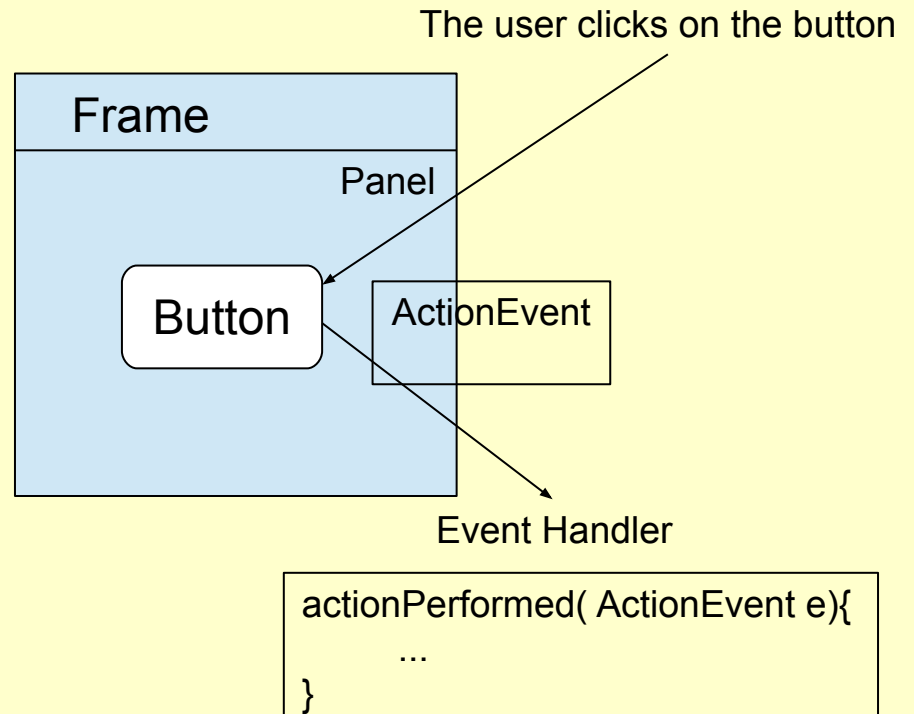 The user clicks on the button
Frame
Panel
Button
ActionEvent
Event Handler
actionPerformed( ActionEvent e){
...
}